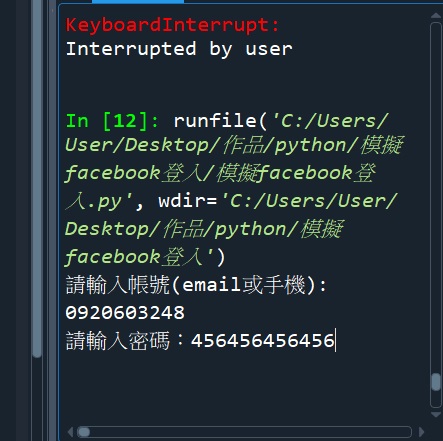 KeyboardInterrupt:
Interrupted by user
In [12]: runfile('C:/Users/
User/Desktop/作品/python/模擬
facebook登入/模擬facebook登
入.py', wdir='C:/Users/User/
Desktop/作品/python/模擬
facebook登入')
請輸入帳號(email或手機):
0920603248
請輸入密碼：456456456456